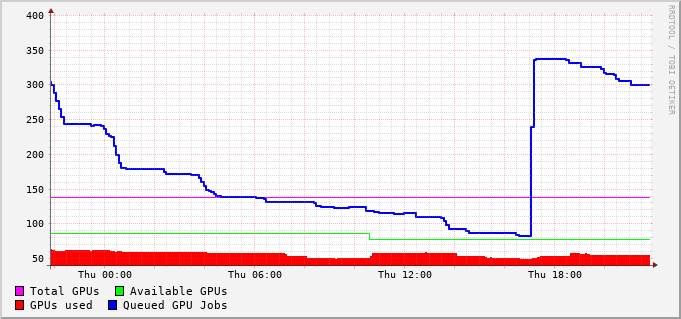 400
350
300
250
200
150
100
50
Thu 00:00 Thu 06:00 Thu 12:00 Thu 18:00
Total GPUs Available GPUs
GPUs used Queued GPU Jobs
RRDTOOL / TOBI OETIKER